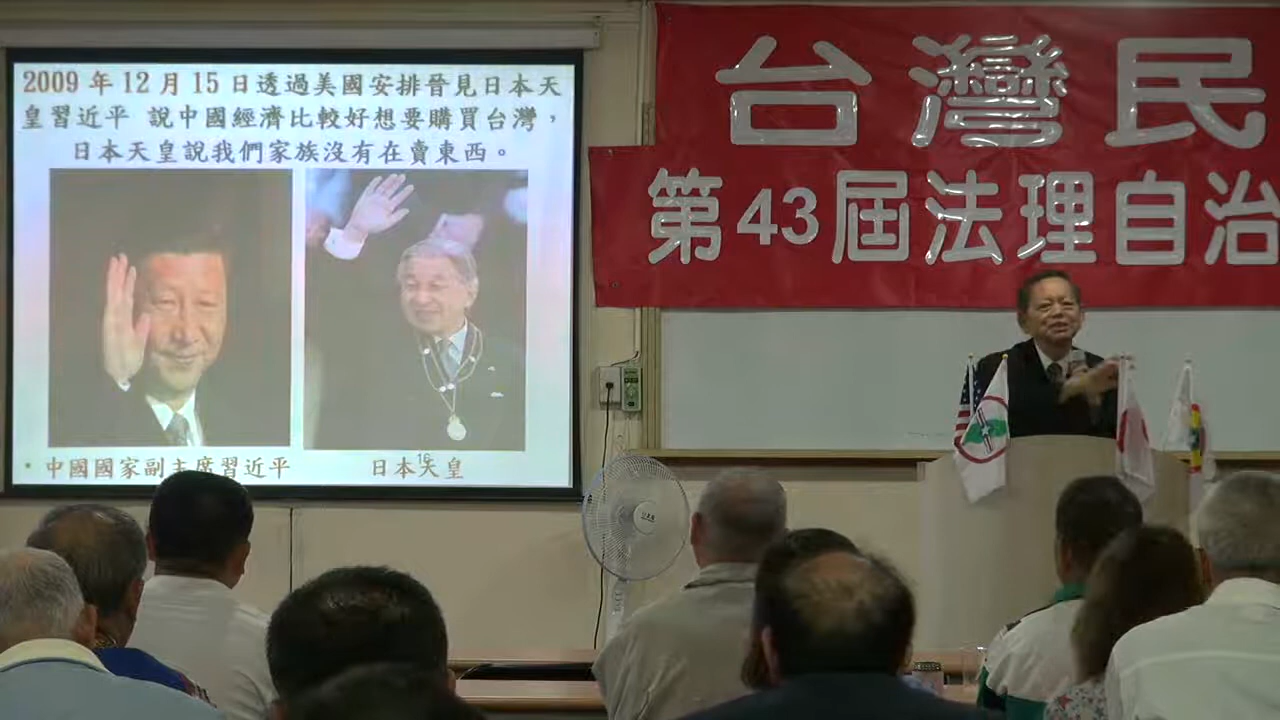 2009 年 12 月 15 日透過美國安排晉見日本天
皇習近平 說中國經濟比較好想要購買台灣，
日本天皇說我們家族沒有在賣東西。
• 中國國家副主席習近平
日本天皇
16
台灣民
第43屆法理自治